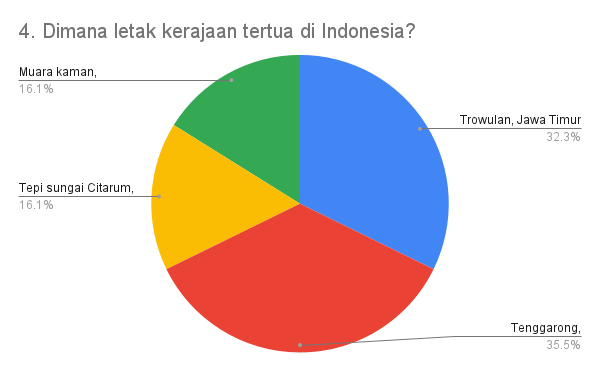 4. Dimana letak kerajaan tertua di Indonesia?
Muara kaman,
16.1%
Trowulan, Jawa Timur
32.3%
Tepi sungai Citarum,
16.1%
Tenggarong,
35.5%